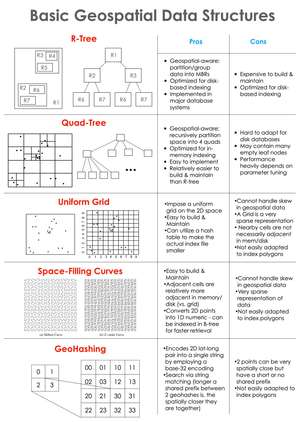 Basic Geospatial Data Structures
R-Tree
Pros
Cons
R3
R4
R5
R2
R6
R7
R1
R1
R2
R3
• Geospatial-aware:
partition/group
data into MBRs
• Optimized for disk-
based indexing
• Implemented in
major database
systems
• Expensive to build &
maintain
• Optimized for disk-
based indexing
Quad-Tree
• Geospatial-aware:
recursively partition
space into 4 quads
• Optimized for in-
memory indexing
• Easy to implement
• Relatively easier to
build & maintain
than R-tree
• Hard to adapt for
disk databases
• May contain many
empty leaf nodes
• Performance
heavily depends on
parameter tuning
Uniform Grid
•Impose a uniform
grid on the 2D space
•Easy to build &
Maintain
•Can utilize a hash
table to make the
actual index file
smaller
•Cannot handle skew
in geospatial data
•A Grid is a very
sparse representation
• Nearby cells are not
necessarily adjacent
in mem/disk
•Not easily adapted
to index polygons
Space-Filling Curves
•Easy to build &
Maintain
•Adjacent cells are
relatively more
adjacent in memory/
disk (vs. grid)
•Converts 2D points
into 1D numeric - can
be indexed in B-tree
for faster retrieval
•Cannot handle skew
in geospatial data
•Very sparse
representation of
data
•Not easily adapted
to index polygons
GeoHashing
0 1
2 3
00 01 10 11
02 03 12 13
20 21 30 31
22 23 32 33
•Encodes 2D lat-long
pair into a single string
by employing a
base-32 encoding
•Search via string
matching (longer a
shared prefix between
2 geohashes is, the
spatially closer they
are together)
•2 points can be very
spatially close but
have a short or no
shared prefix
•Not easily adapted to
index polygons